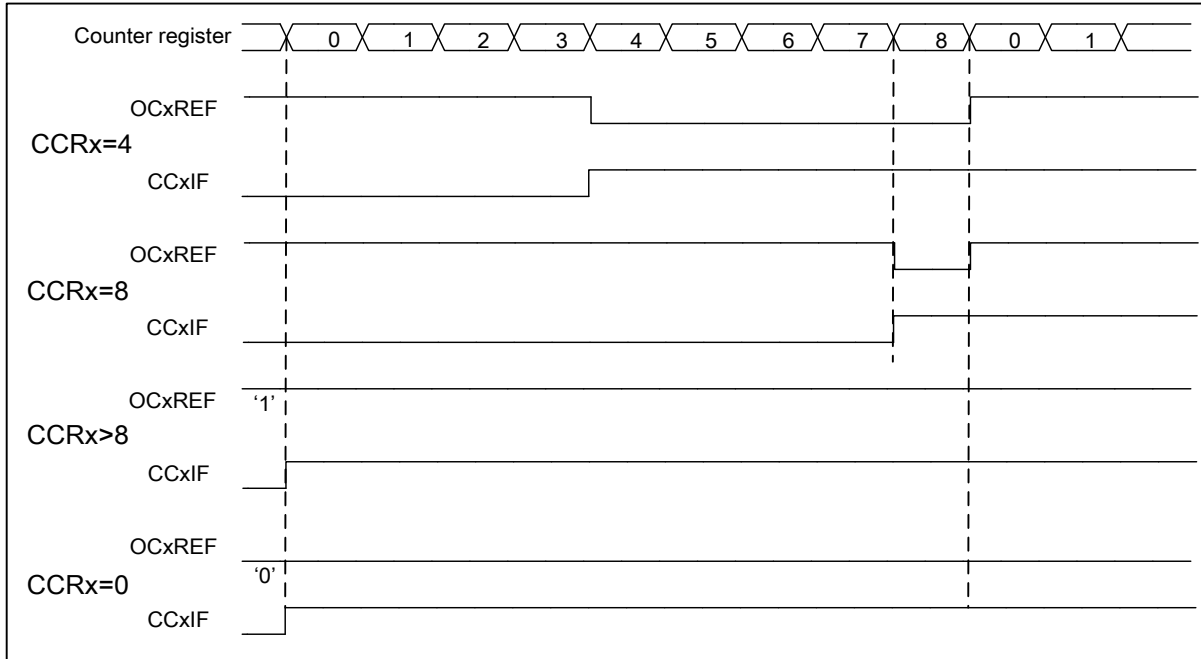 Counter register 0 1 2 3 4 5 6 7 8 0 1
OCxREF
CCRx=4
CCxIF
OCxREF
CCRx=8
CCxIF
OCxREF ‘1’
CCRx>8
CCxIF
OCxREF
‘0’
CCRx=0
CCxIF